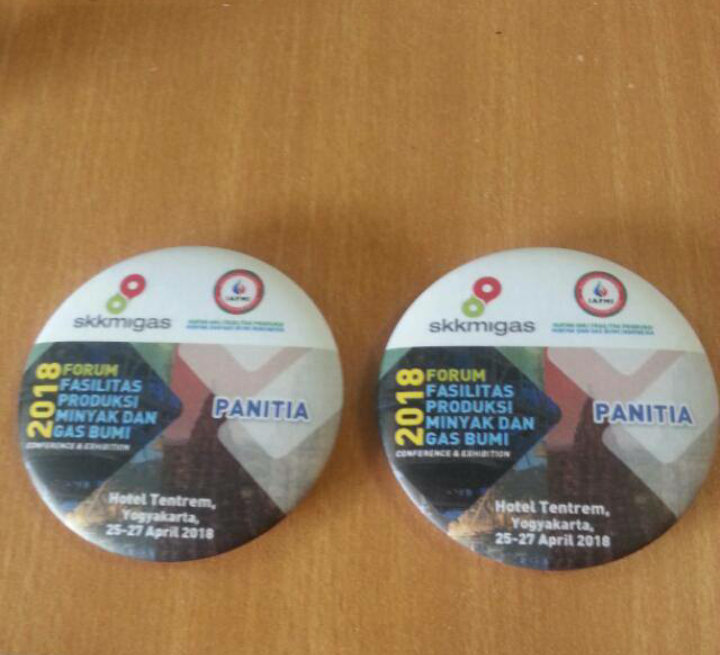 skkmigas
IAFMI
2018
FORUM
FASILITAS
PRODUKSI
MINYAK DAN
GAS BUMI
CONFERENCE & EXHIBITION
PANITIA
Hotel Tentrem,
Yogyakarta,
25-27 April 2018
skkmigas
IAFMI
2018
FORUM
FASILITAS
PRODUKSI
MINYAK DAN
GAS BUMI
CONFERENCE & EXHIBITION
PANITIA
Hotel Tentrem,
Yogyakarta,
25-27 April 2018